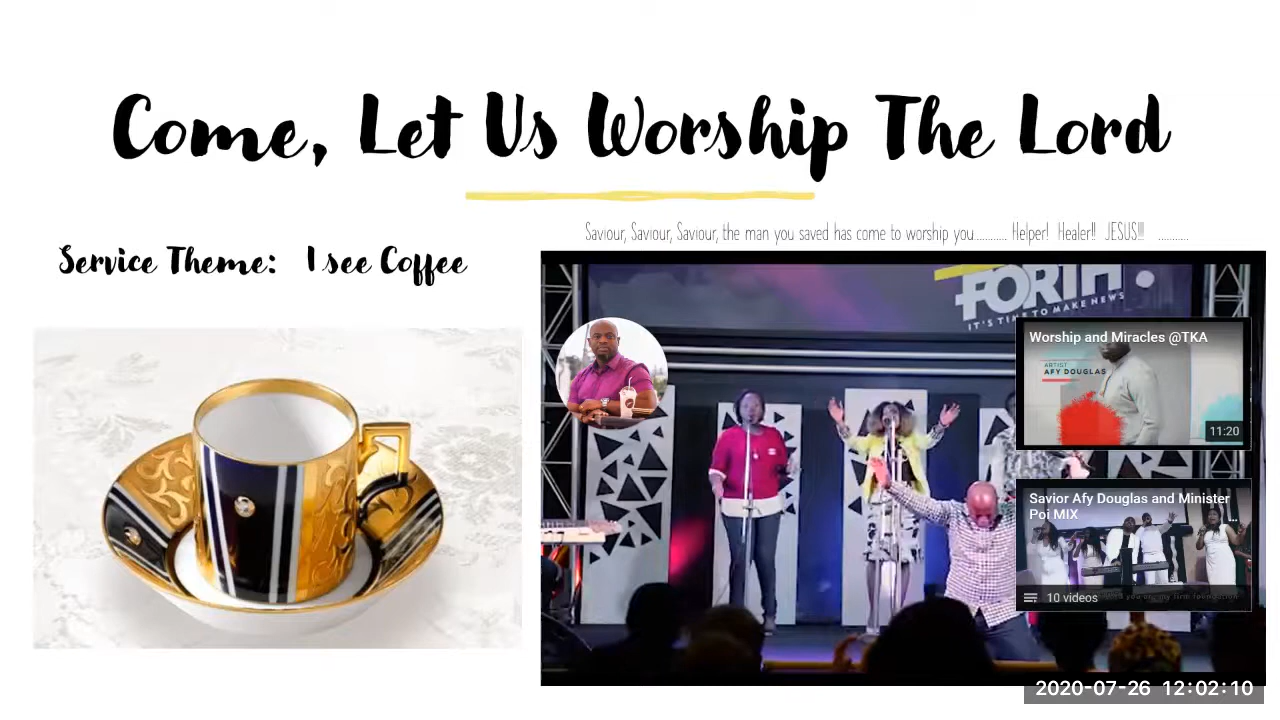 Come, Let Us Worship The Lord
Saviour, Saviour, Saviour, the man you saved has come to worship you........... Helper! Healer!! JESUS!!! ..........
Service Theme: I see Coffee
FORTH.
IT'S TIME TO MAKE NEWS
Worship and Miracles @TKA
ARTIST
AFY DOUGLAS
11:20
Savior Afy Douglas and Minister
Poi MIX
10 videos
2020-07-26 12:02:10